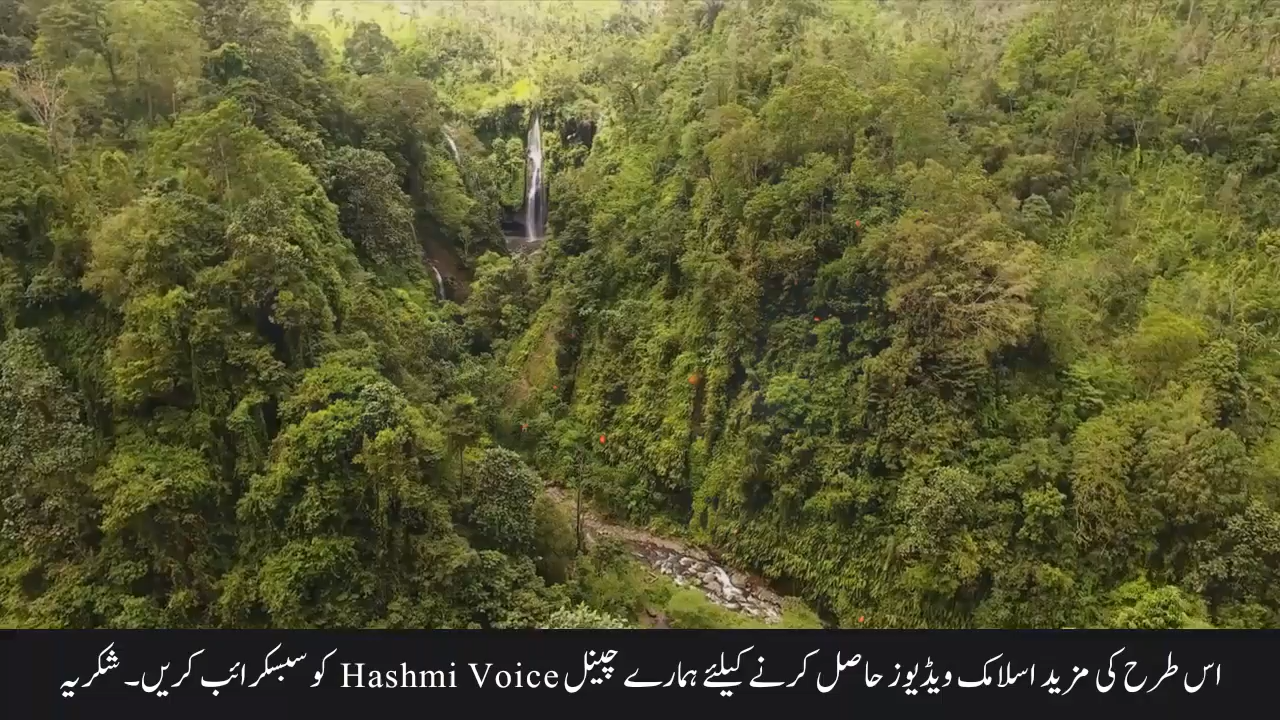 اس طرح کی مزید اسلامک ویڈیوز حاصل کرنے کیلئے ہمارے چینل Hashmi Voice کو سبسکرائب کریں۔ شکریہ